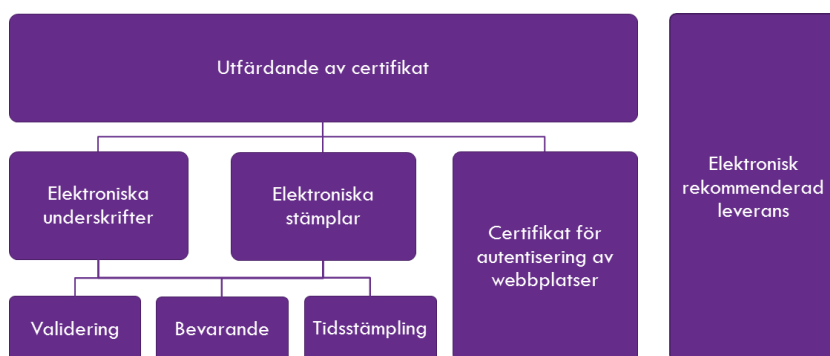 Utfärdande av certifikat
Elektroniska
underskrifter
Elektroniska
stämplar
Certifikat för
autentisering av
webbplatser
Validering
Bevarande
Tidsstämpling
Elektronisk
rekommenderad
leverans